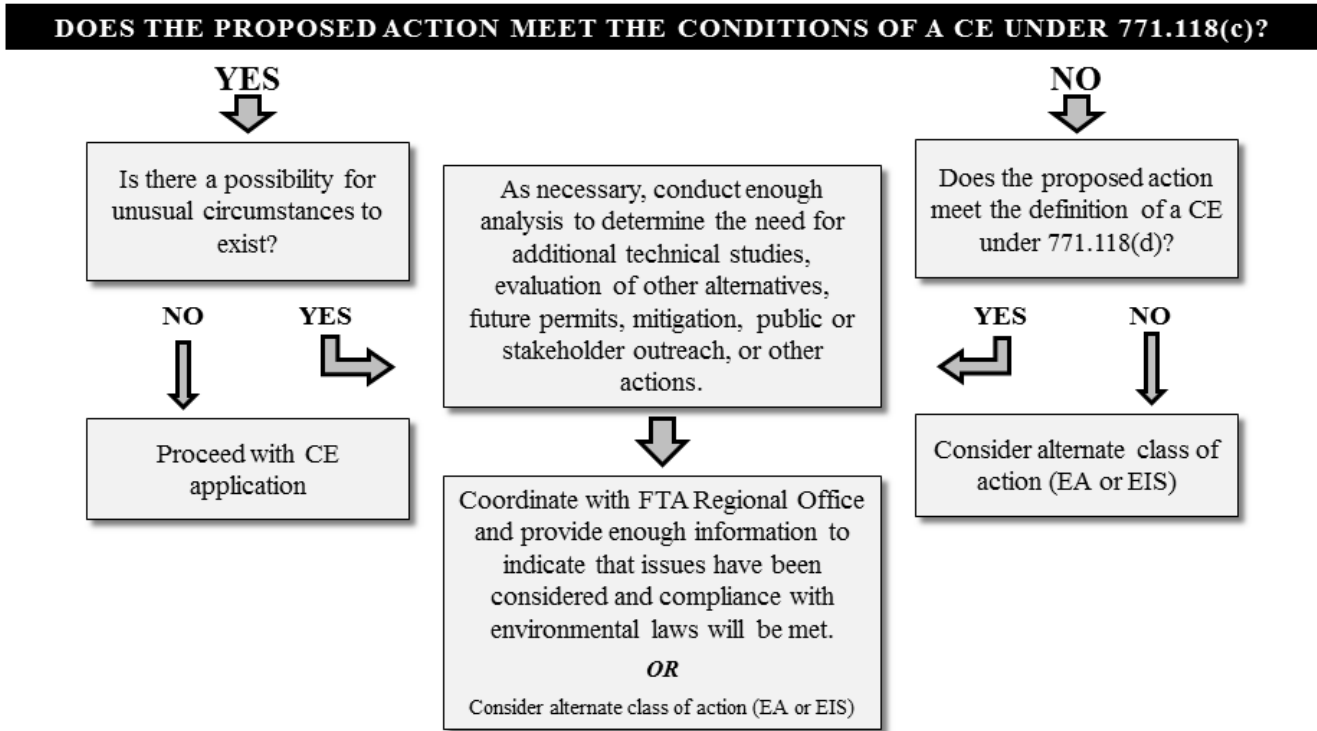 DOES THE PROPOSED ACTION MEET THE CONDITIONS OF A CE UNDER 771.118(c)?
YES
Is there a possibility for
unusual circumstances to
exist?
NO
YES
Proceed with CE
application
As necessary, conduct enough
analysis to determine the need for
additional technical studies,
evaluation of other alternatives,
future permits, mitigation, public or
stakeholder outreach, or other
actions.
Coordinate with FTA Regional Office
and provide enough information to
indicate that issues have been
considered and compliance with
environmental laws will be met.
OR
Consider alternate class of action (EA or EIS)
NO
Does the proposed action
meet the definition of a CE
under 771.118(d)?
YES
NO
Consider alternate class of
action (EA or EIS)